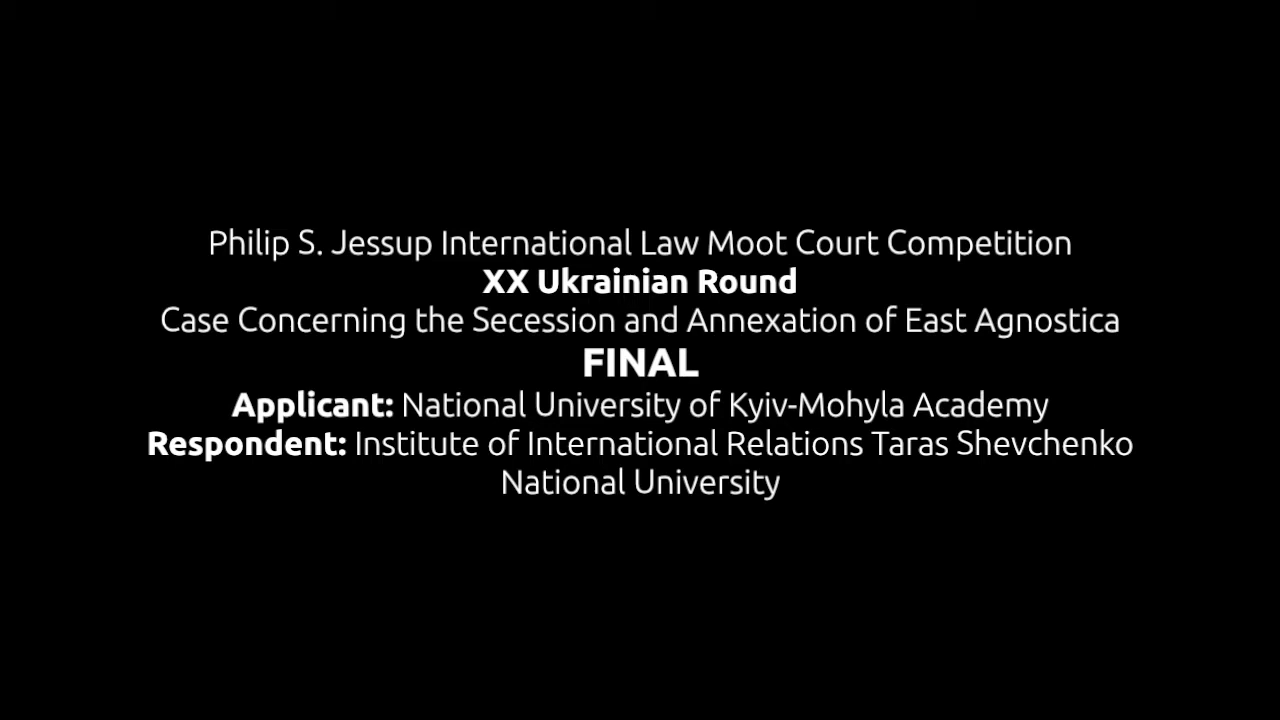 Philip S. Jessup International Law Moot Court Competition
XX Ukrainian Round
Case Concerning the Secession and Annexation of East Agnostica
FINAL
Applicant: National University of Kyiv-Mohyla Academy
Respondent: Institute of International Relations Taras Shevchenko
National University